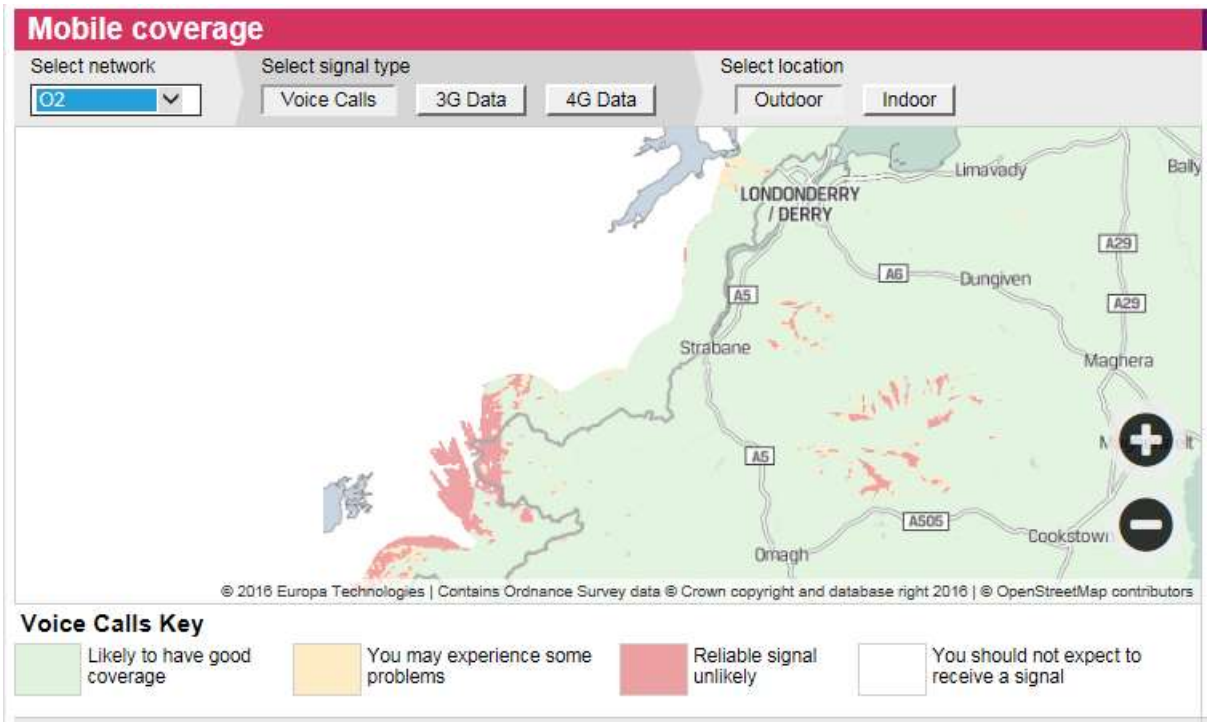 Mobile coverage
Select network
Select signal type
Select location
O2
Voice Calls
3G Data
4G Data
Outdoor
Indoor
Limavady
Bally
LONDONDERRY
/ DERRY
A29
A6
Dungiven
A5
A29
Strabane
Maghera
A5
A505
Cookstown
Omagh
© 2016 Europa Technologies | Contains Ordnance Survey data © Crown copyright and database right 2016 | © OpenStreetMap contributors
Voice Calls Key
Likely to have good
coverage
You may experience some
problems
Reliable signal
unlikely
You should not expect to
receive a signal